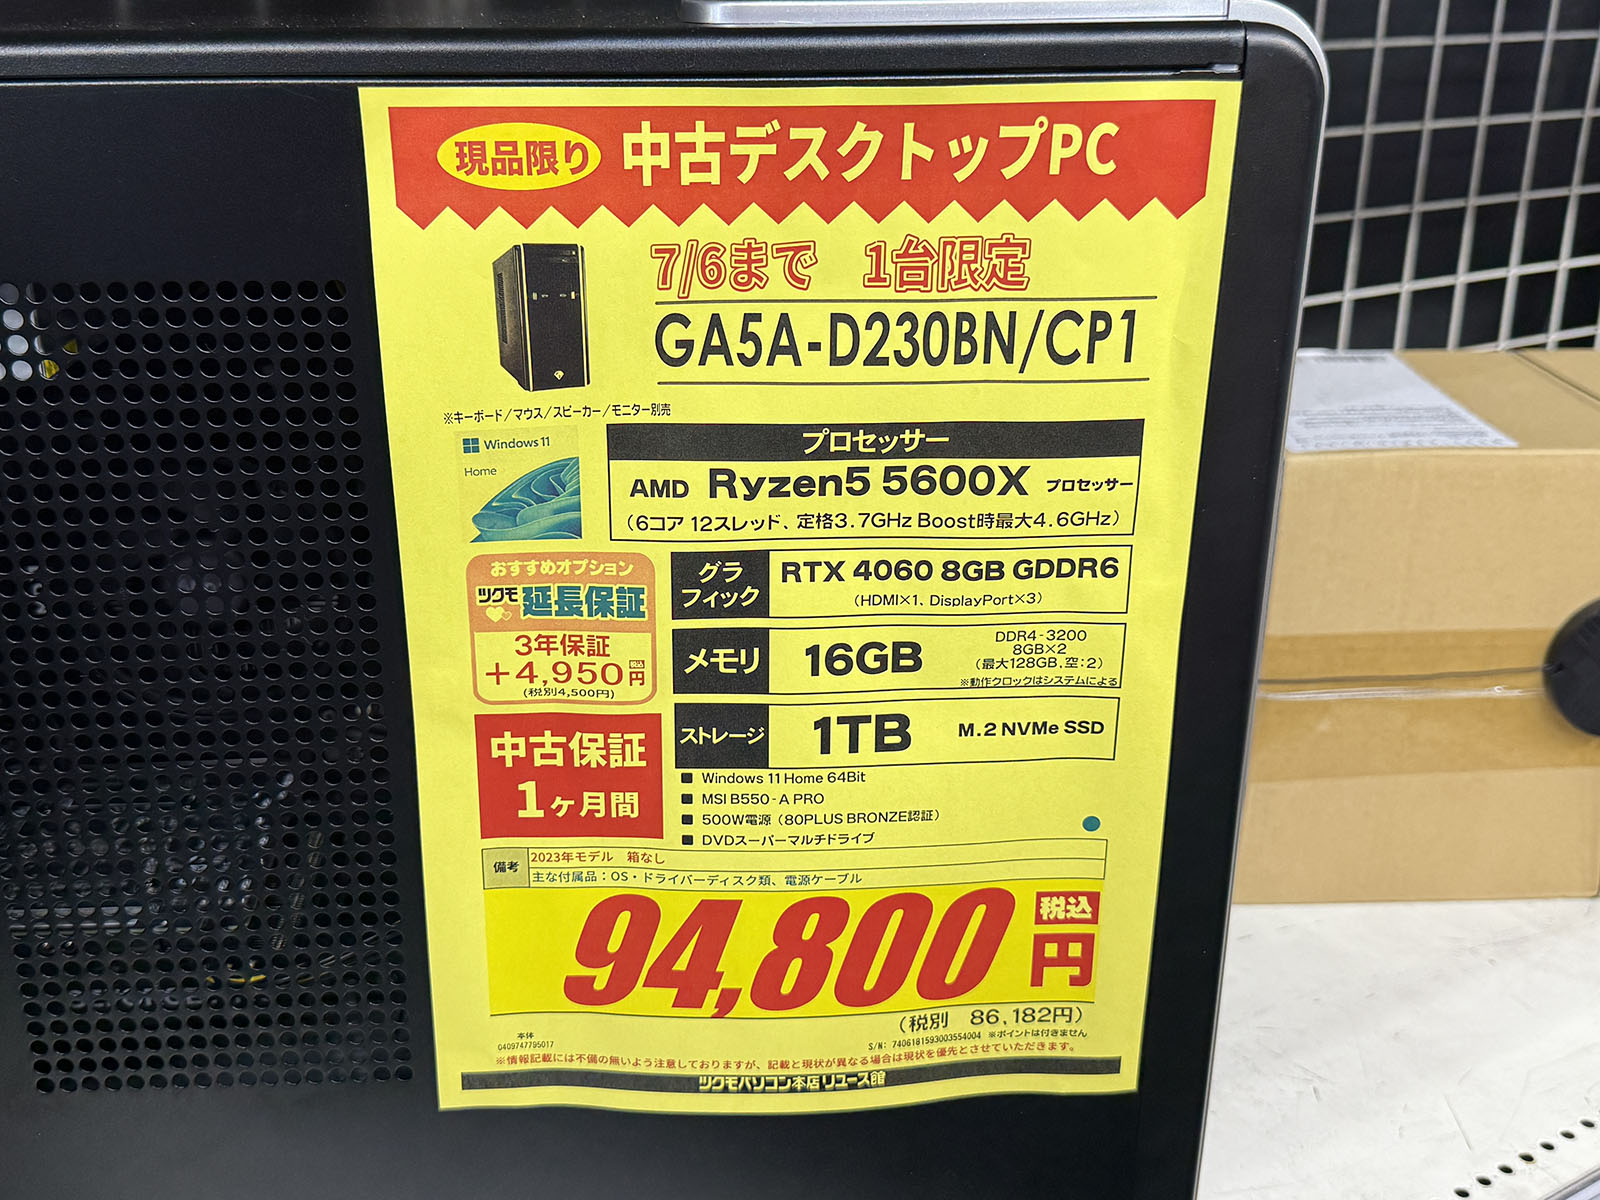 現品限り 中古デスクトップPC
7/6まで 1台限定
GA5A-D230BN/CP1
※キーボード/マウス/スピーカー/モニター別売
Windows 11
Home
プロセッサー
AMD Ryzen5 5600X プロセッサー
(6コア 12スレッド、定格3.7GHz Boost時最大4.6GHz)
おすすめオプション
ツクモ 延長保証
3年保証
+4,950円 税込
(税別4,500円)
グラフィック
RTX 4060 8GB GDDR6
(HDMI×1、DisplayPort×3)
メモリ 16GB
DDR4-3200
8GB×2
(最大128GB,空:2)
※動作クロックはシステムによる
中古保証
1ヶ月間
ストレージ 1TB M.2 NVMe SSD
■ Windows 11 Home 64Bit
■ MSI B550-A PRO
■ 500W電源(80PLUS BRONZE認証)
■ DVDスーパーマルチドライブ
備考
2023年モデル 箱なし
主な付属品:OS・ドライバーディスク類、電源ケーブル
94,800円 税込
(税別 86,182円)
本体
0409747795017
S/N: 7406181593003554004 ※ポイントは付きません
※情報記載には不備の無いよう注意しておりますが、記載と現状が異なる場合は現状を優先とさせていただきます。
ツクモパソコン本店リユース館